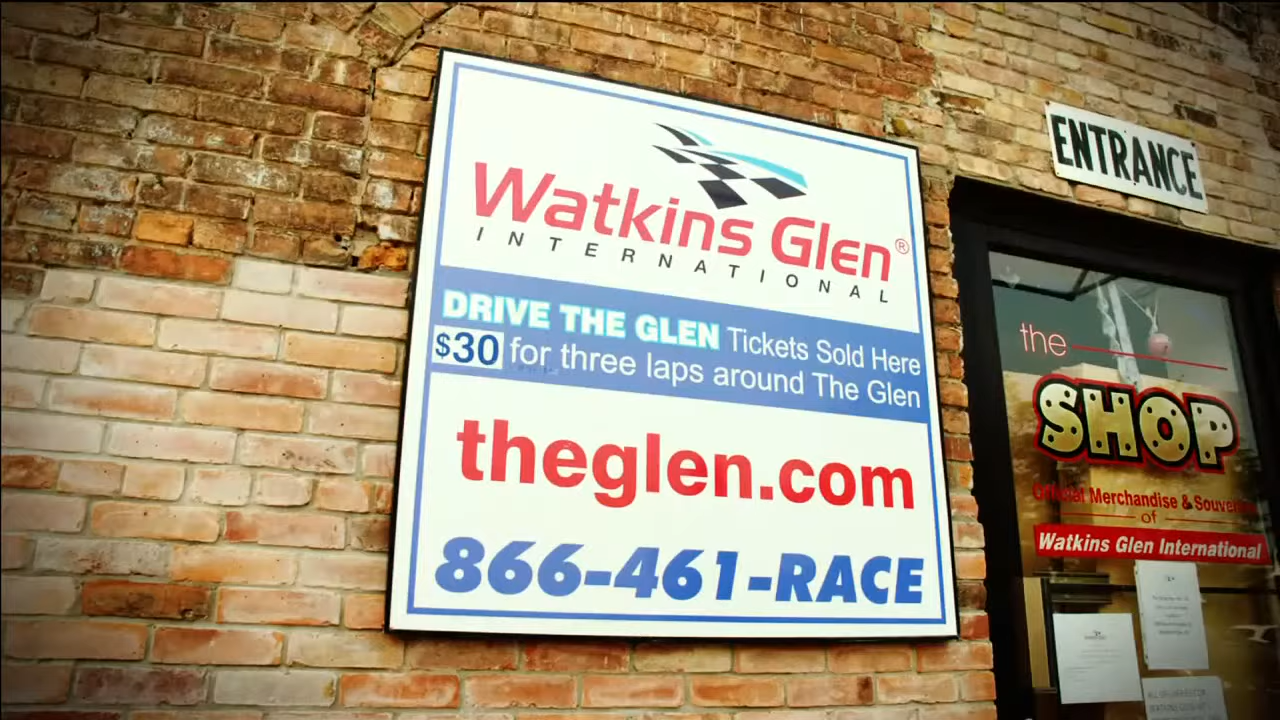 Watkins Glen®
INTERNATIONAL
DRIVE THE GLEN Tickets Sold Here
$30 for three laps around The Glen
theglen.com
866-461-RACE
ENTRANCE
the
SHOP
Official Merchandise & Souvenirs
of
Watkins Glen International